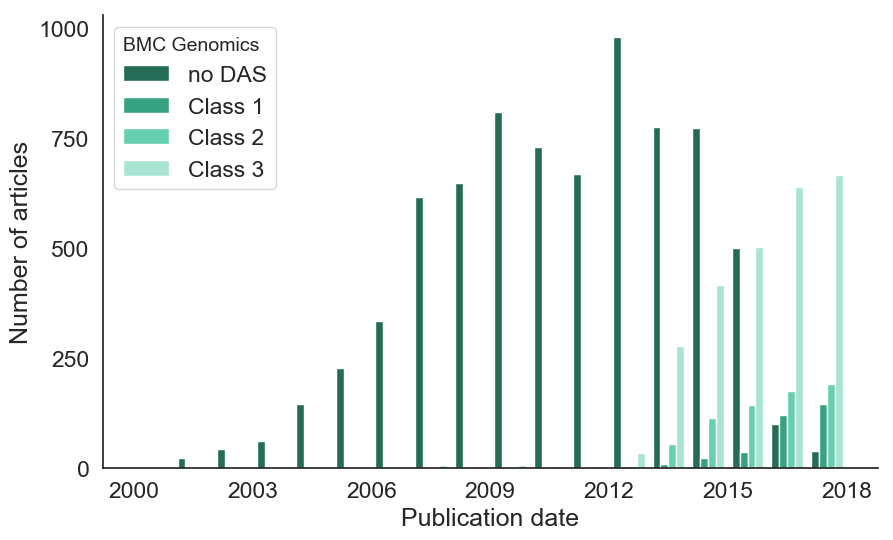 BMC Genomics
no DAS
Class 1
Class 2
Class 3
Number of articles
1000
750
500
250
0
2000 2003 2006 2009 2012 2015 2018
Publication date